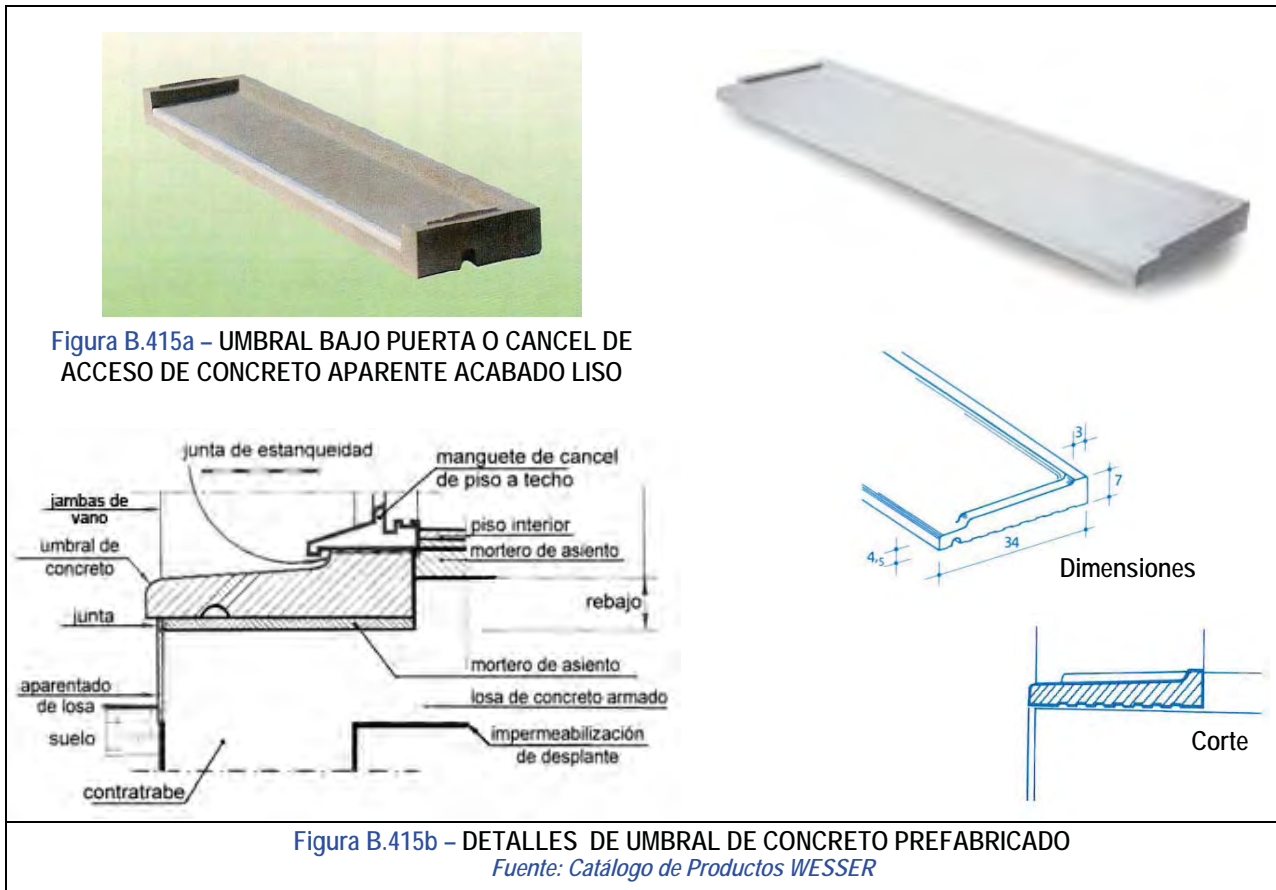 Figura B.415a – UMBRAL BAJO PUERTA O CANCEL DE
ACCESO DE CONCRETO APARENTE ACABADO LISO
junta de estanqueidad
manguete de cancel
de piso a techo
jambas de
vano
piso interior
mortero de asiento
umbral de
concreto
rebajo
junta
mortero de asiento
aparentado
de losa
losa de concreto armado
suelo
impermeabilización
de desplante
contratrabe
3
7
34
4,5
Dimensiones
Corte
Figura B.415b – DETALLES DE UMBRAL DE CONCRETO PREFABRICADO
Fuente: Catálogo de Productos WESSER